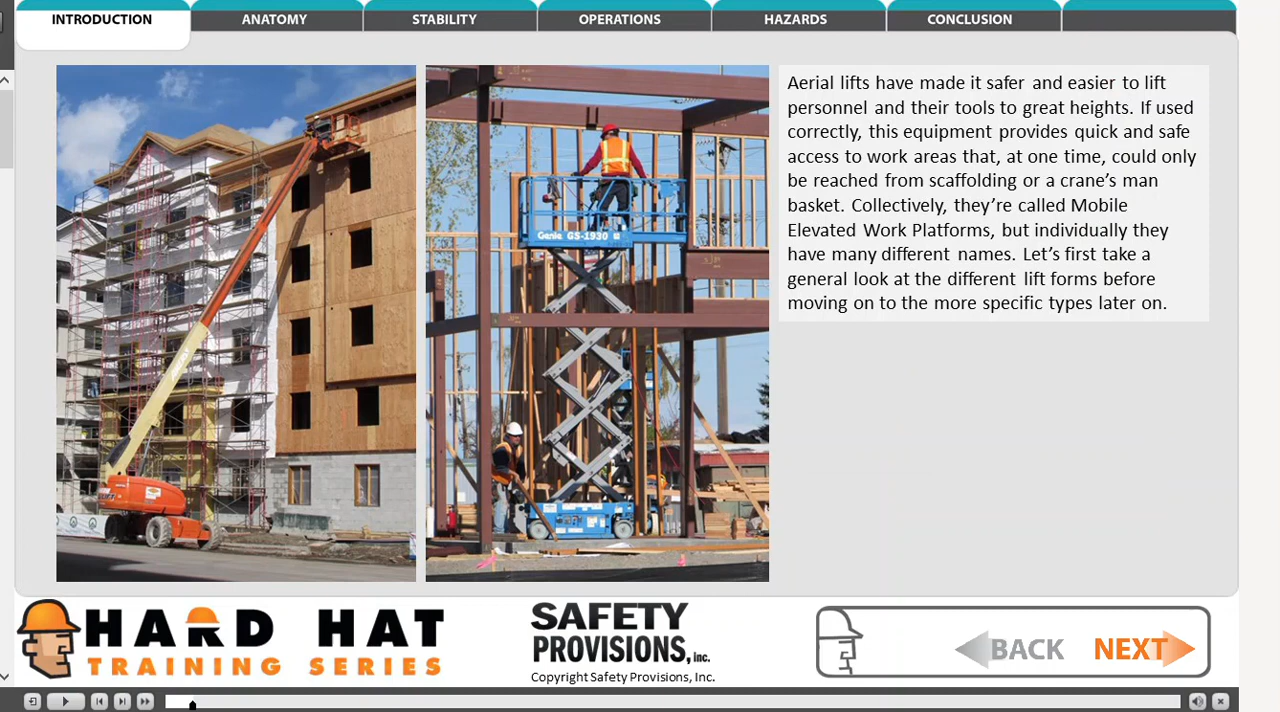 INTRODUCTION
ANATOMY
STABILITY
OPERATIONS
HAZARDS
CONCLUSION
Aerial lifts have made it safer and easier to lift
personnel and their tools to great heights. If used
correctly, this equipment provides quick and safe
access to work areas that, at one time, could only
be reached from scaffolding or a crane's man
basket. Collectively, they're called Mobile
Elevated Work Platforms, but individually they
have many different names. Let's first take a
general look at the different lift forms before
moving on to the more specific types later on.
Genie GS-1930
HARD HAT
TRAINING SERIES
SAFETY
PROVISIONS, inc.
Copyright Safety Provisions, Inc.
BACK
NEXT